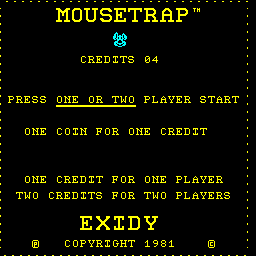 MOUSETRAP™
CREDITS 04
PRESS ONE OR TWO PLAYER START
ONE COIN FOR ONE CREDIT
ONE CREDIT FOR ONE PLAYER
TWO CREDITS FOR TWO PLAYERS
EXIDY
℗ COPYRIGHT 1981 ©